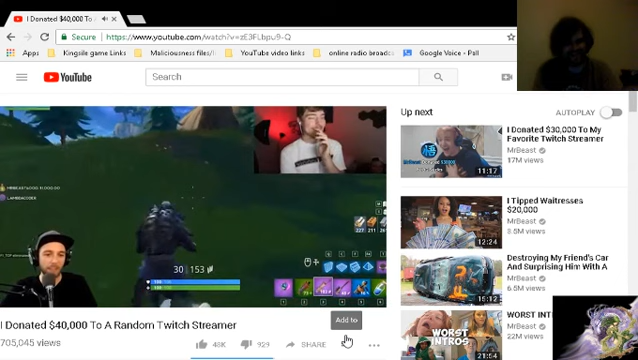 I Donated $40,000 To A
Secure https://www.youtube.com/watch?v=zE3FLbpu9-Q
Apps Kingsile game Links Maliciousness files/ YouTube video links online radio broadc Google Voice - Pall
YouTube Search
Up next AUTOPLAY
I Donated $30,000 To My
Favorite Twitch Streamer
MrBeast
17M views
11:17
I Tipped Waitresses
$20,000
MrBeast
3.5M views
12:24
Destroying My Friend's Car
And Surprising Him With A
MrBeast
6.5M views
15:12
WORST INT
WORST
INTROS
22M
21:54
30 153
227 211 26
Add to
I Donated $40,000 To A Random Twitch Streamer
705,045 views
48K 929 SHARE